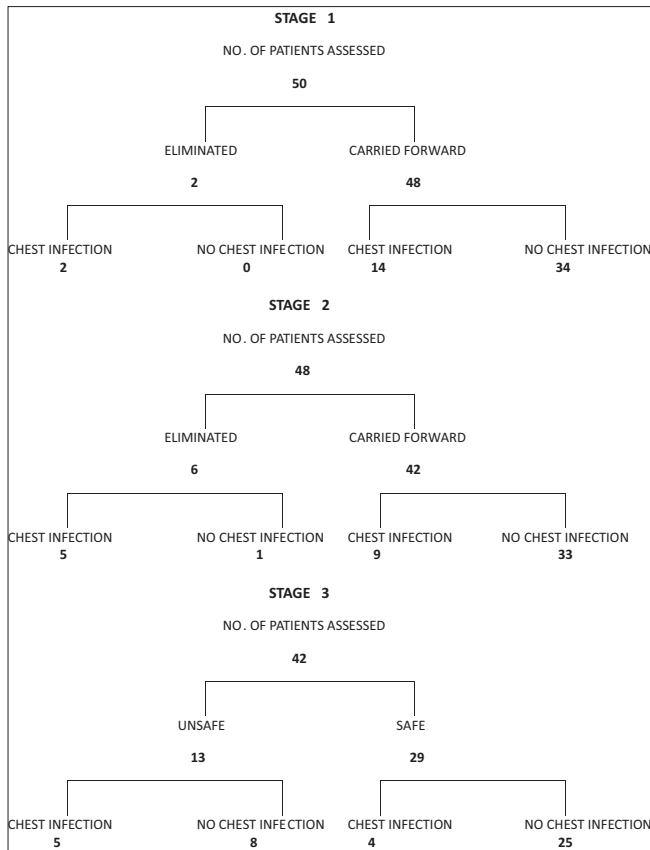 STAGE 1
NO. OF PATIENTS ASSESSED
50
ELIMINATED CARRIED FORWARD
2 48
CHEST INFECTION NO CHEST INFECTION CHEST INFECTION NO CHEST INFECTION
2 0 14 34
STAGE 2
NO. OF PATIENTS ASSESSED
48
ELIMINATED CARRIED FORWARD
6 42
CHEST INFECTION NO CHEST INFECTION CHEST INFECTION NO CHEST INFECTION
5 1 9 33
STAGE 3
NO. OF PATIENTS ASSESSED
42
UNSAFE SAFE
13 29
CHEST INFECTION NO CHEST INFECTION CHEST INFECTION NO CHEST INFECTION
5 8 4 25